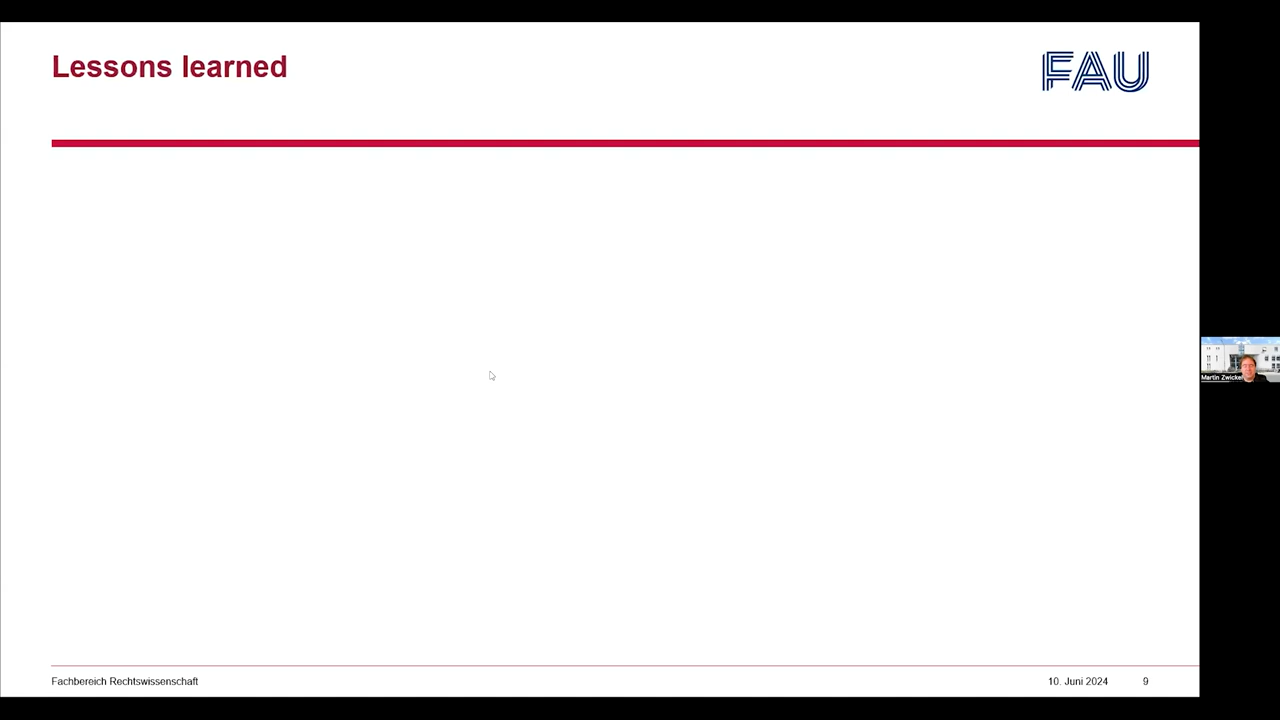 Lessons learned
FAU
Martin Zwickel
Fachbereich Rechtswissenschaft
10. Juni 2024
9